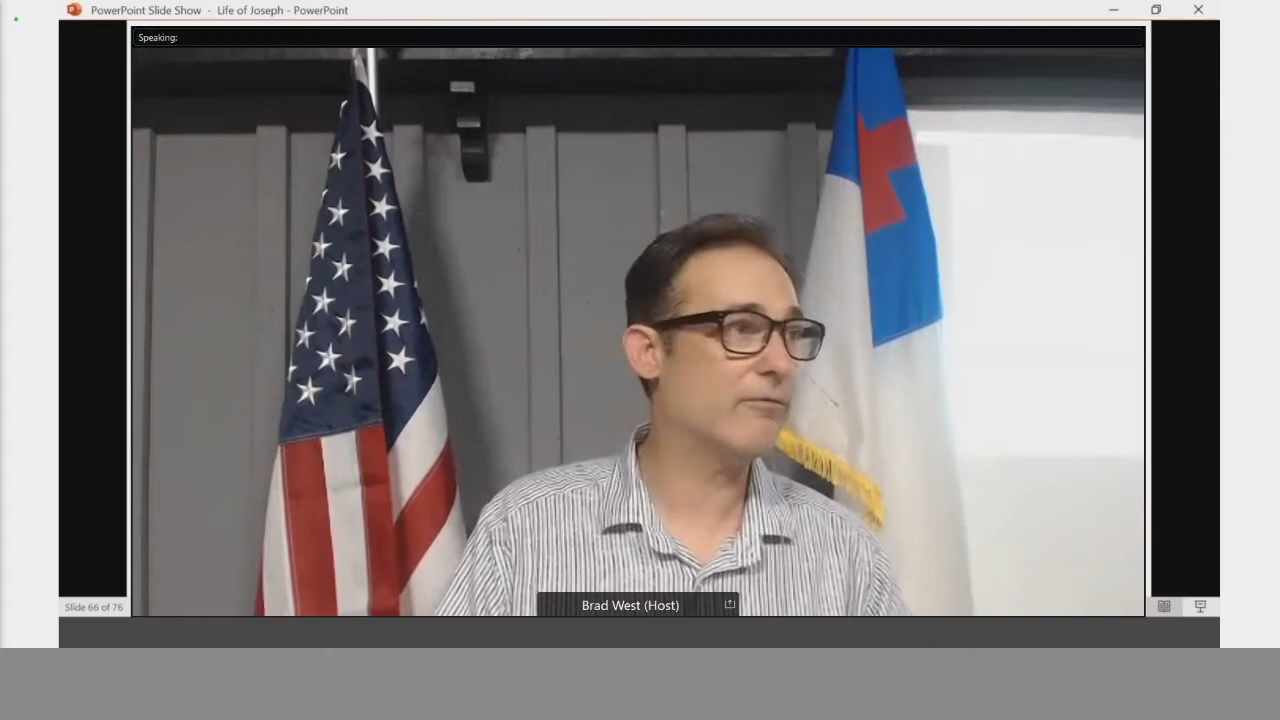 PowerPoint Slide Show - Life of Joseph - PowerPoint
Speaking:
Brad West (Host)
Slide 66 of 76